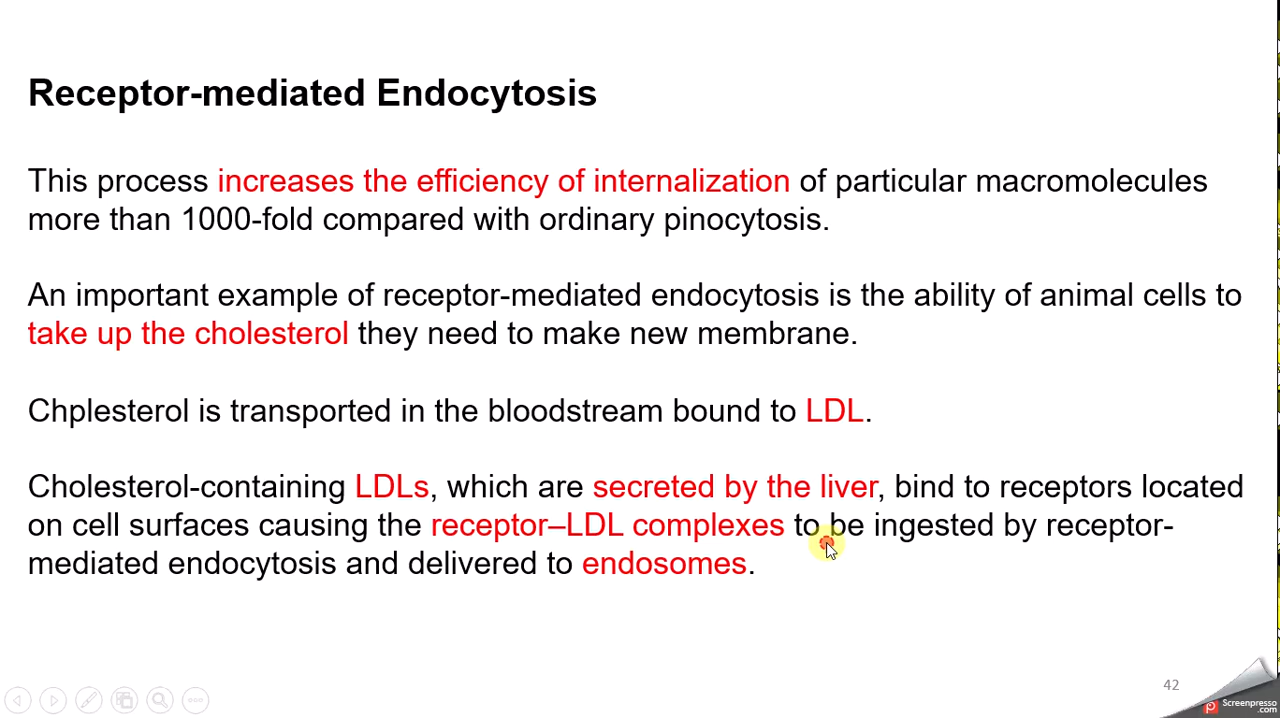 Receptor-mediated Endocytosis
This process increases the efficiency of internalization of particular macromolecules
more than 1000-fold compared with ordinary pinocytosis.
An important example of receptor-mediated endocytosis is the ability of animal cells to
take up the cholesterol they need to make new membrane.
Chplesterol is transported in the bloodstream bound to LDL.
Cholesterol-containing LDLs, which are secreted by the liver, bind to receptors located
on cell surfaces causing the receptor–LDL complexes to be ingested by receptor-
mediated endocytosis and delivered to endosomes.
42
Screenpresso
.com